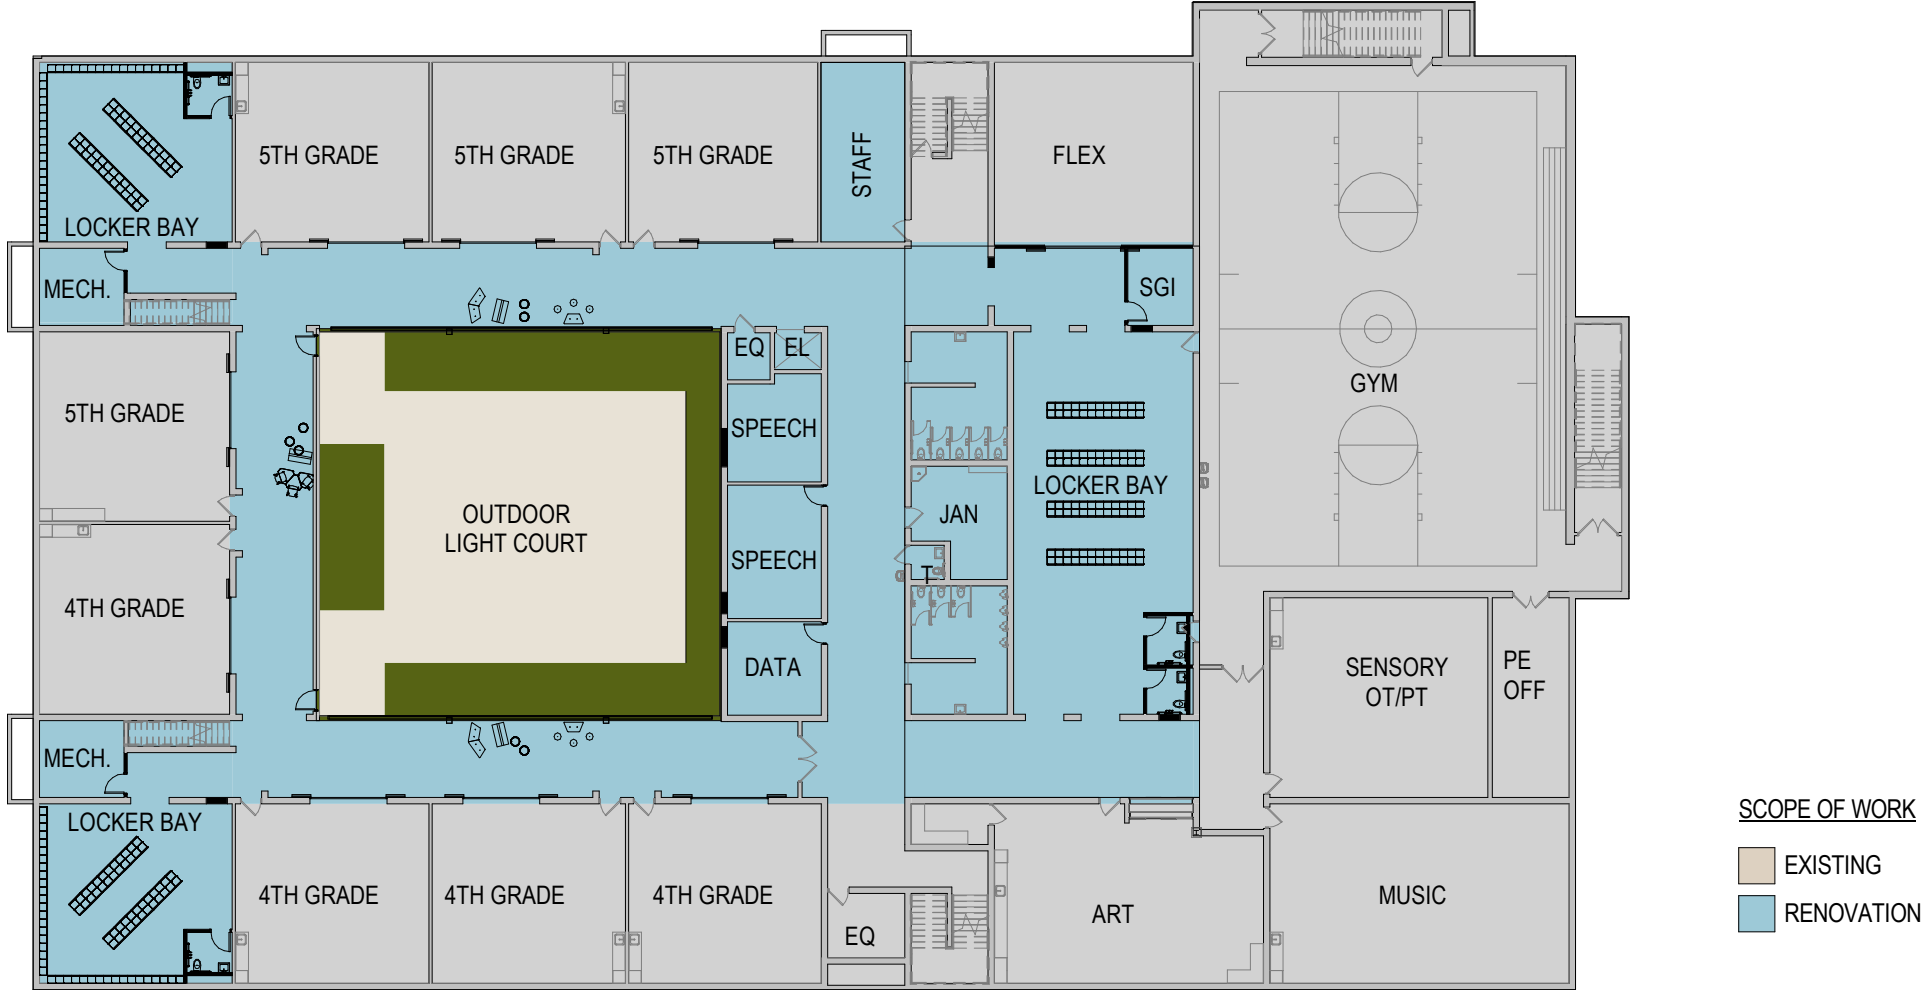 STAFF
5TH GRADE
5TH GRADE
5TH GRADE
FLEX
LOCKER BAY
MECH.
SGI
EQ
EL
GYM
5TH GRADE
SPEECH
LOCKER BAY
OUTDOOR
LIGHT COURT
JAN
SPEECH
T
4TH GRADE
DATA
SENSORY
OT/PT
PE
OFF
MECH.
LOCKER BAY
4TH GRADE
4TH GRADE
4TH GRADE
EQ
ART
MUSIC
SCOPE OF WORK
EXISTING
RENOVATION